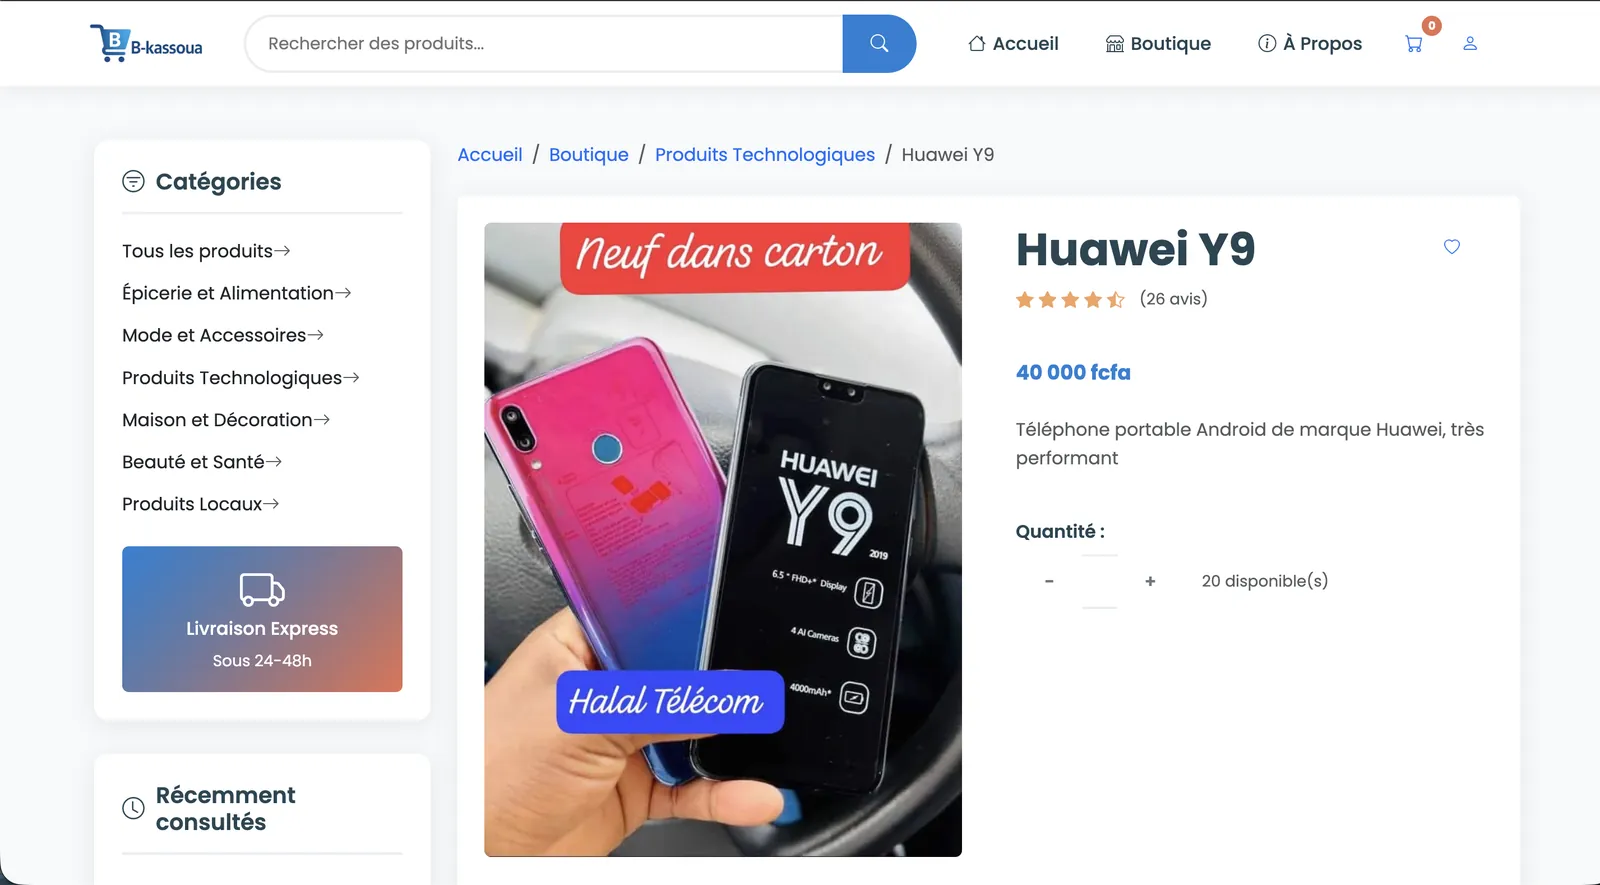 B
B-kassoua
Rechercher des produits...
Accueil
Boutique
À Propos
0
Catégories
Tous les produits→
Épicerie et Alimentation→
Mode et Accessoires→
Produits Technologiques→
Maison et Décoration→
Beauté et Santé→
Produits Locaux→
Livraison Express
Sous 24-48h
Récemment
consultés
Accueil / Boutique / Produits Technologiques / Huawei Y9
Neuf dans carton
HUAWEI
Y9
2019
6.5" FHD+* Display
4 AI Cameras
4000mAh*
Halal Télécom
Huawei Y9
(26 avis)
40 000 fcfa
Téléphone portable Android de marque Huawei, très
performant
Quantité :
- + 20 disponible(s)